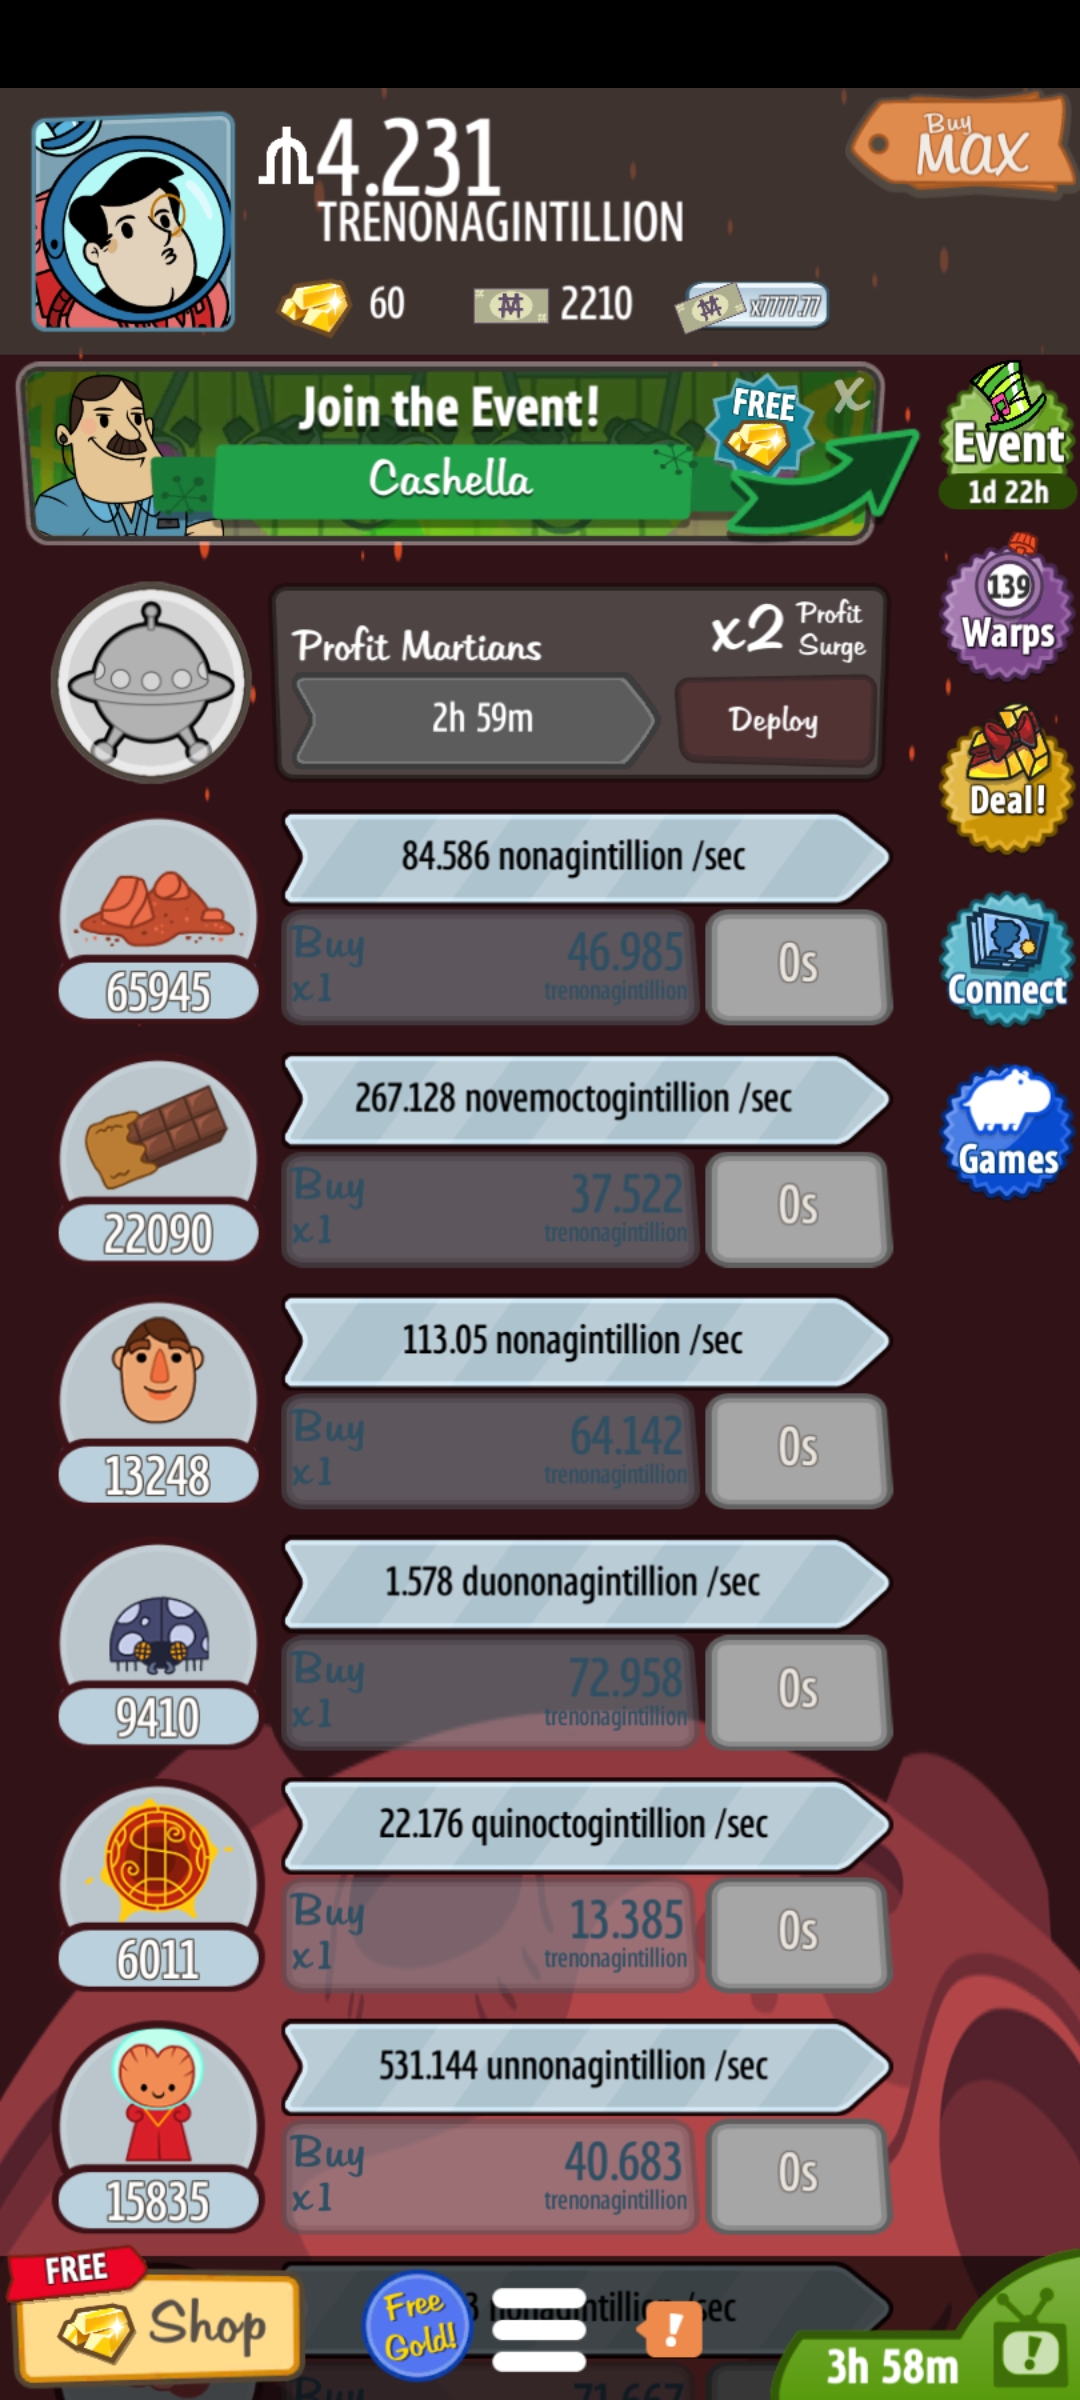 4.231
TRENONAGINTILLION
Buy
MAX
60
2210
x7777.77
Join the Event!
Cashella
FREE
X
Event
1d 22h
139
Warps
Deal!
Connect
Games
Profit Martians
x2 Profit Surge
2h 59m
Deploy
84.586 nonagintillion /sec
Buy
x1
46.985
trenonagintillion
0s
65945
267.128 novemoctogintillion /sec
Buy
x1
37.522
trenonagintillion
0s
22090
113.05 nonagintillion /sec
Buy
x1
64.142
trenonagintillion
0s
13248
1.578 duononagintillion /sec
Buy
x1
72.958
trenonagintillion
0s
9410
22.176 quinoctogintillion /sec
Buy
x1
13.385
trenonagintillion
0s
6011
531.144 unnonagintillion /sec
Buy
x1
40.683
trenonagintillion
0s
15835
FREE
Shop
Free
Gold!
!
/sec
3h 58m
!
Buy
71.667